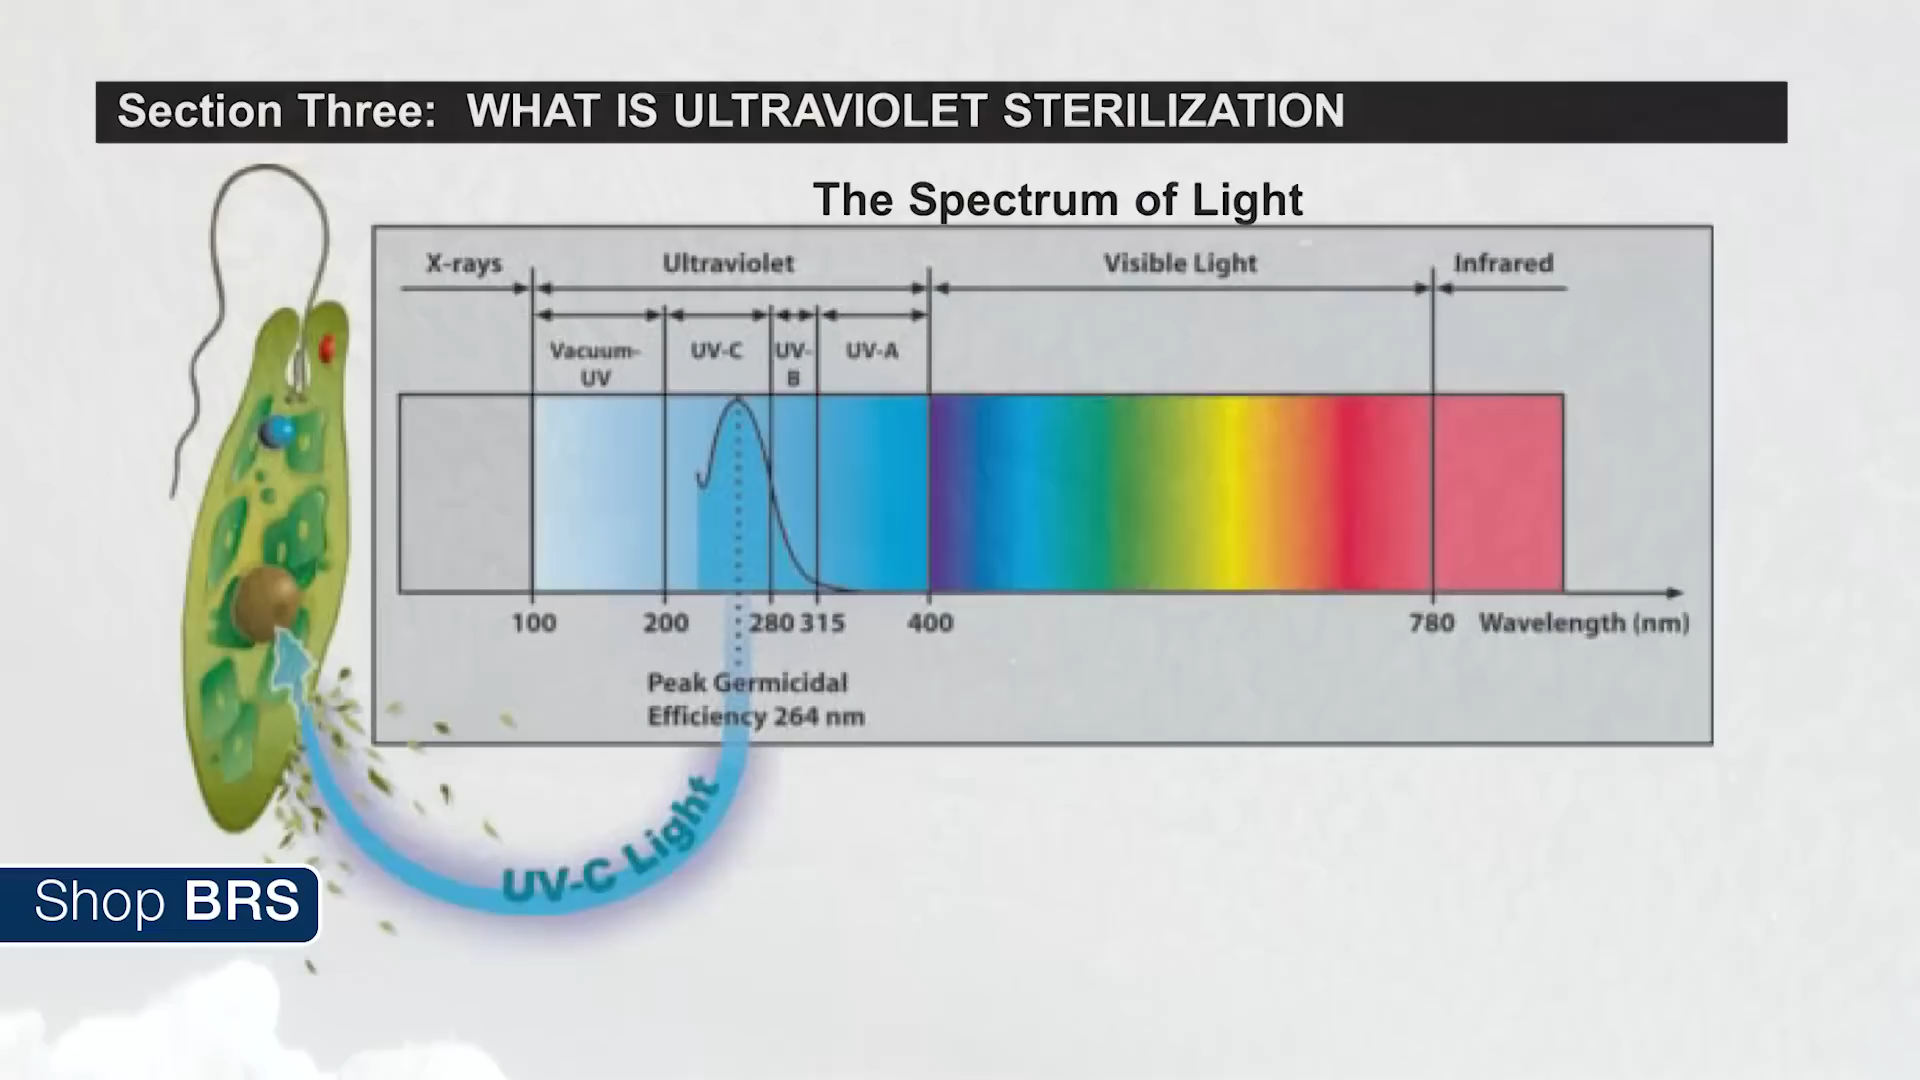 Section Three: WHAT IS ULTRAVIOLET STERILIZATION
The Spectrum of Light
X-rays Ultraviolet Visible Light Infrared
Vacuum- UV-C UV- UV-A
UV B
100 200 280 315 400 780 Wavelength (nm)
Peak Germicidal
Efficiency 264 nm
UV-C Light
Shop BRS